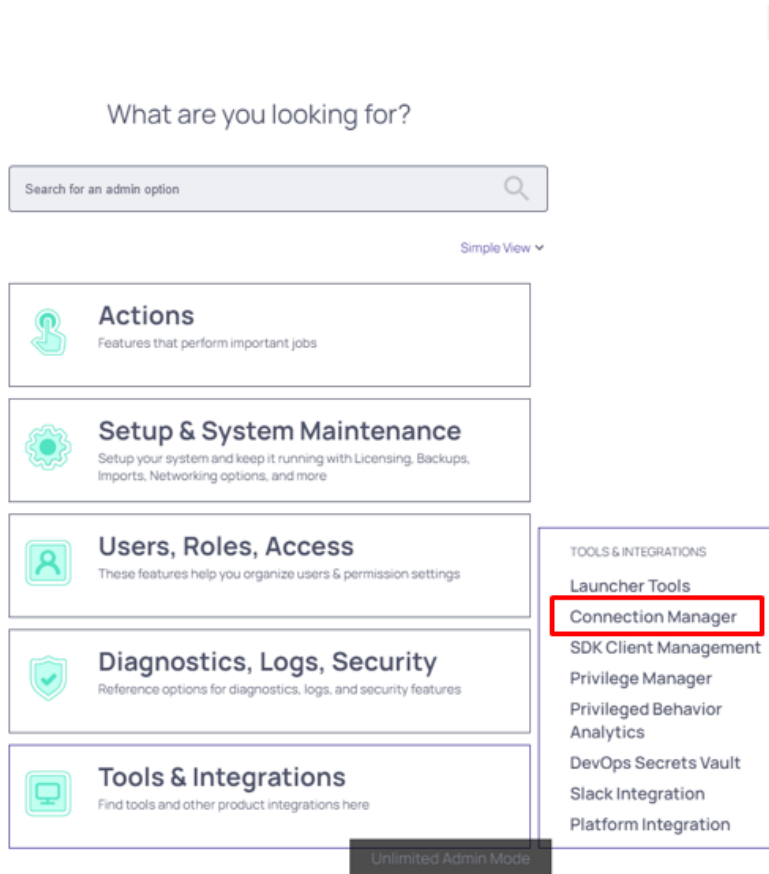 What are you looking for?
Search for an admin option
Simple View
Actions
Features that perform important jobs
Setup & System Maintenance
Setup your system and keep it running with Licensing, Backups,
Imports, Networking options, and more
Users, Roles, Access
These features help you organize users & permission settings
Diagnostics, Logs, Security
Reference options for diagnostics, logs, and security features
Tools & Integrations
Find tools and other product integrations here
TOOLS & INTEGRATIONS
Launcher Tools
Connection Manager
SDK Client Management
Privilege Manager
Privileged Behavior
Analytics
DevOps Secrets Vault
Slack Integration
Platform Integration
Unlimited Admin Mode